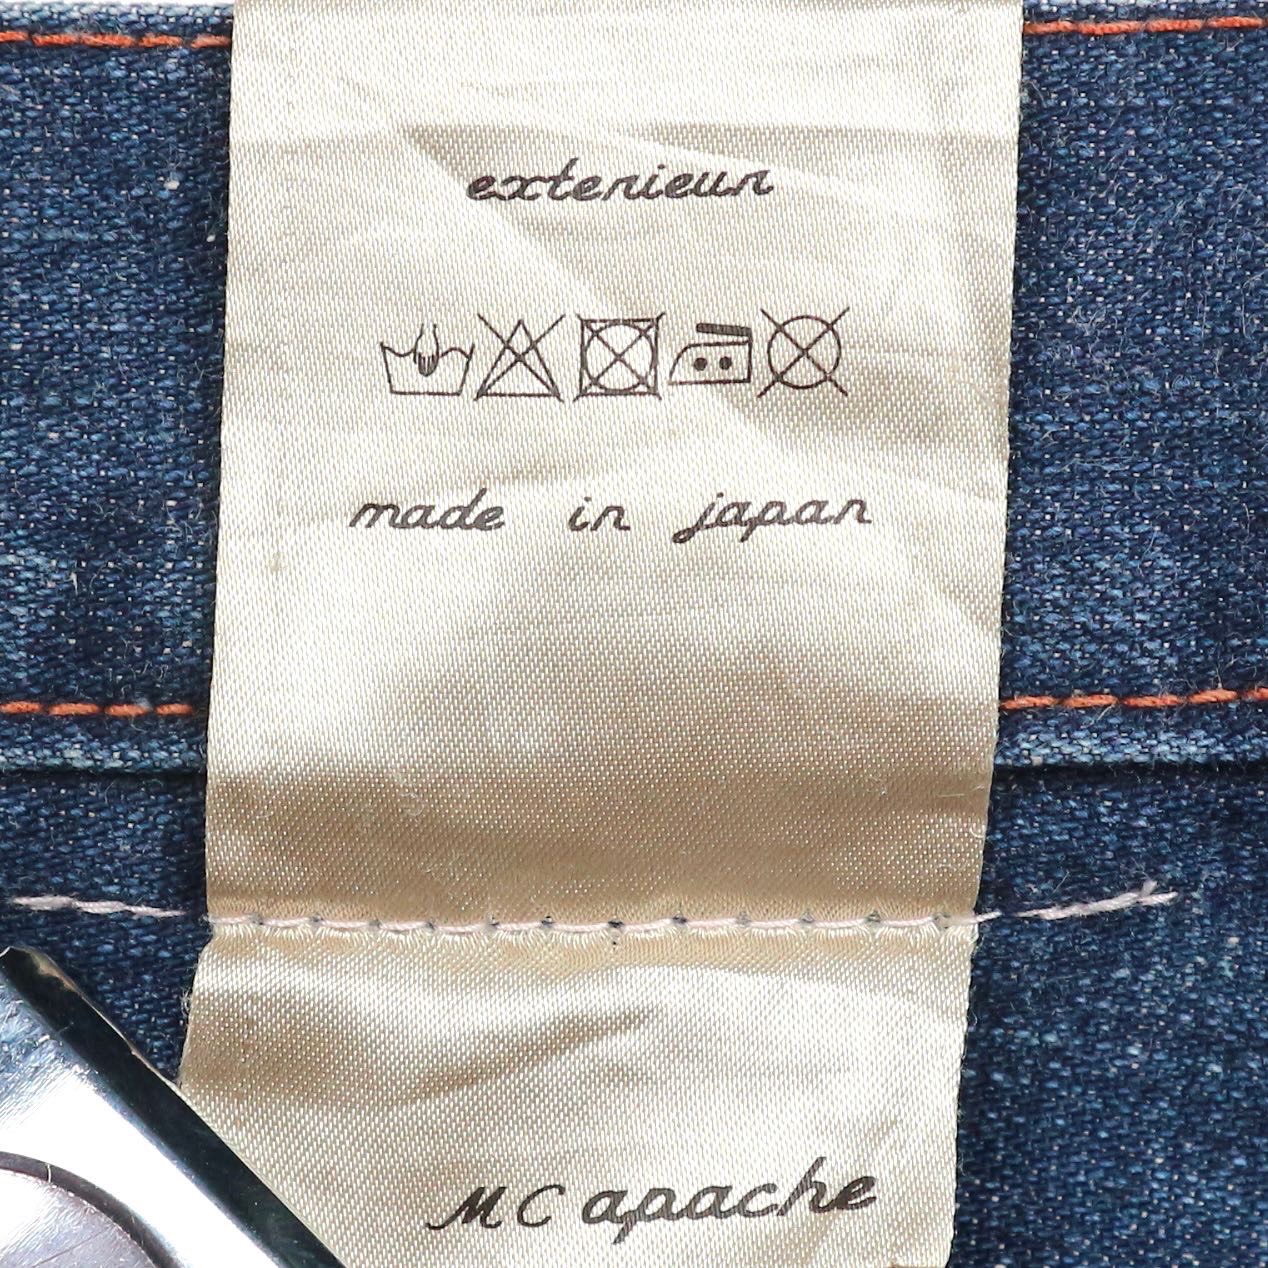 exterieur
made in japan
MC apache